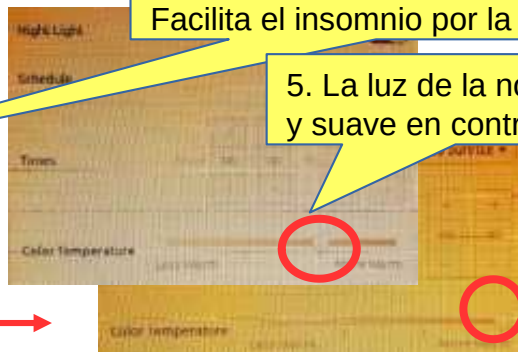 Facilita el insomnio por la
Night Light
Schedule
5. La luz de la no
y suave en contr
Times
Color Temperature
Color Temperature